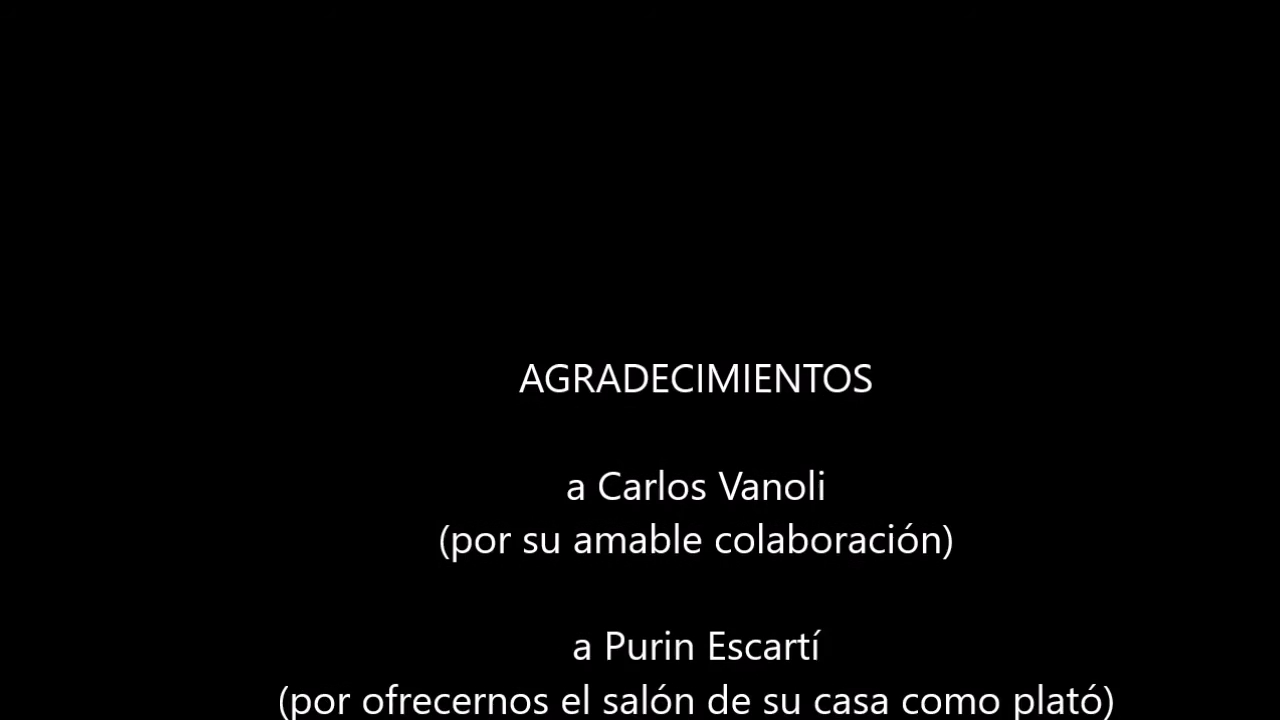 AGRADECIMIENTOS
a Carlos Vanoli
(por su amable colaboración)
a Purin Escartí
(por ofrecernos el salón de su casa como plató)